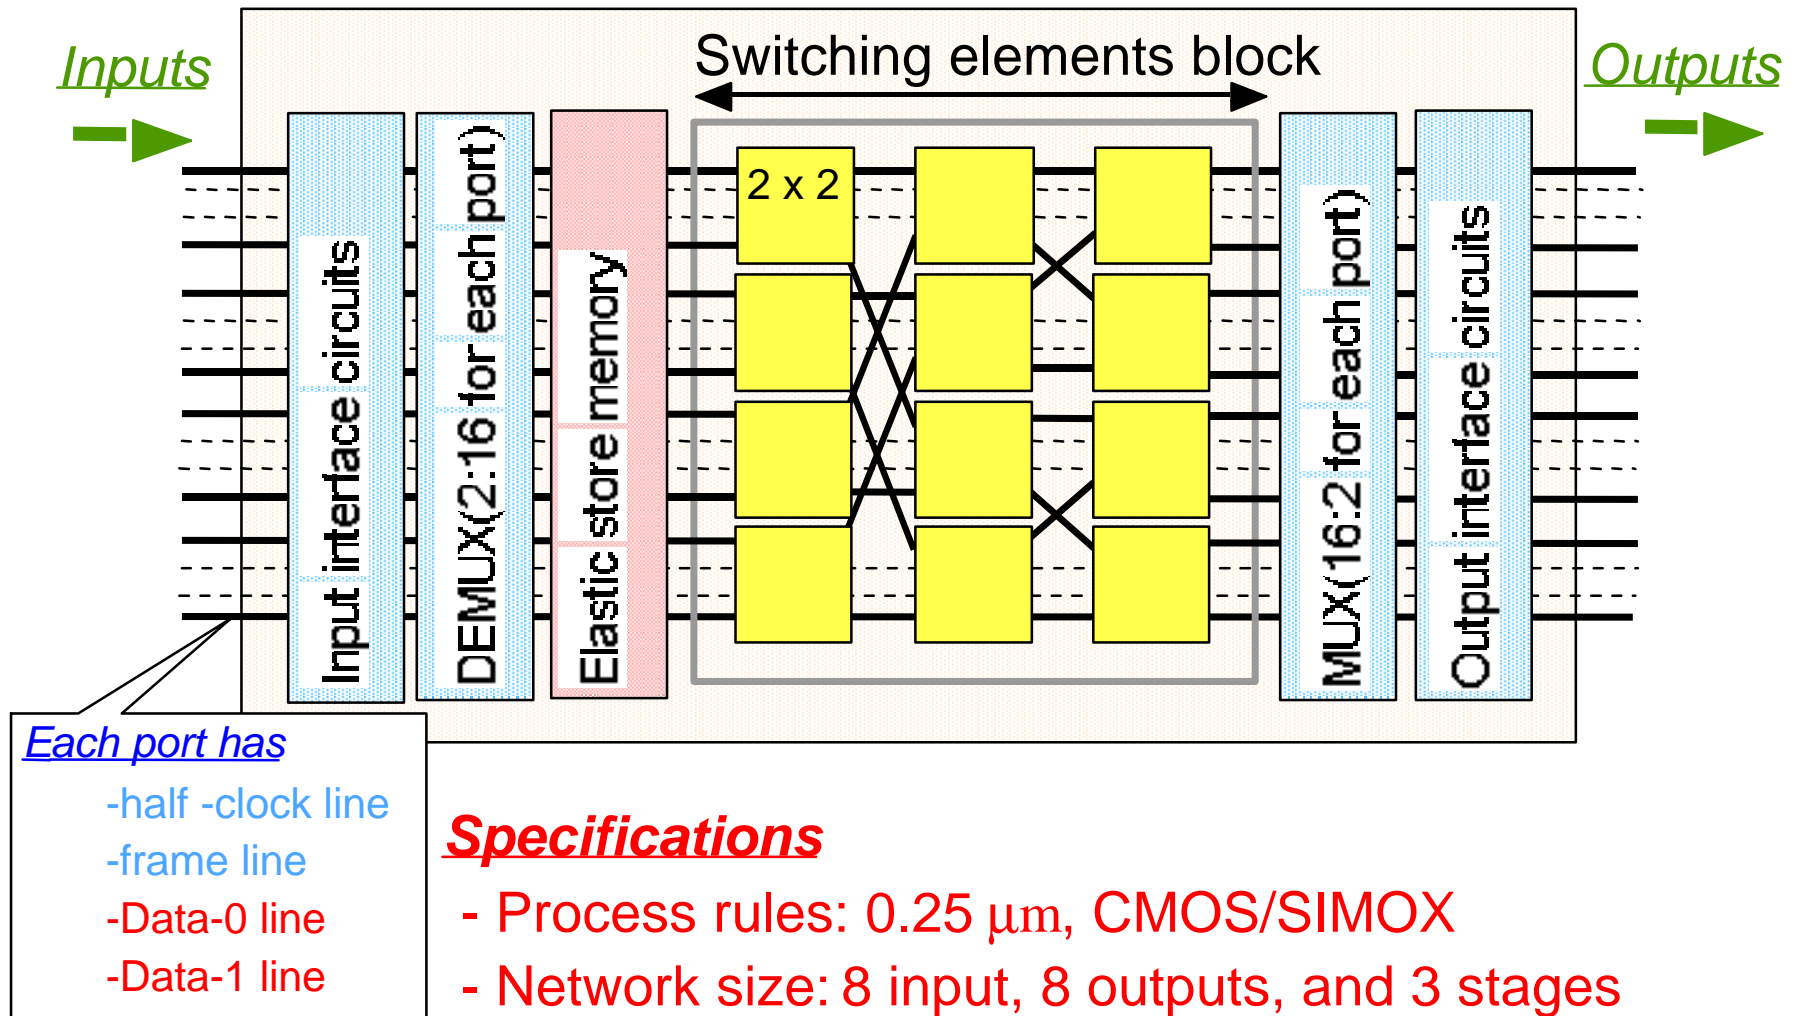 Switching elements block
Inputs
Outputs
2 x 2
Input interface circuits
DEMUX(2:16 for each port)
Elastic store memory
MUX(16:2 for each port)
Output interface circuits
Each port has
-half -clock line
-frame line
-Data-0 line
-Data-1 line
Specifications
- Process rules: 0.25 μm, CMOS/SIMOX
- Network size: 8 input, 8 outputs, and 3 stages